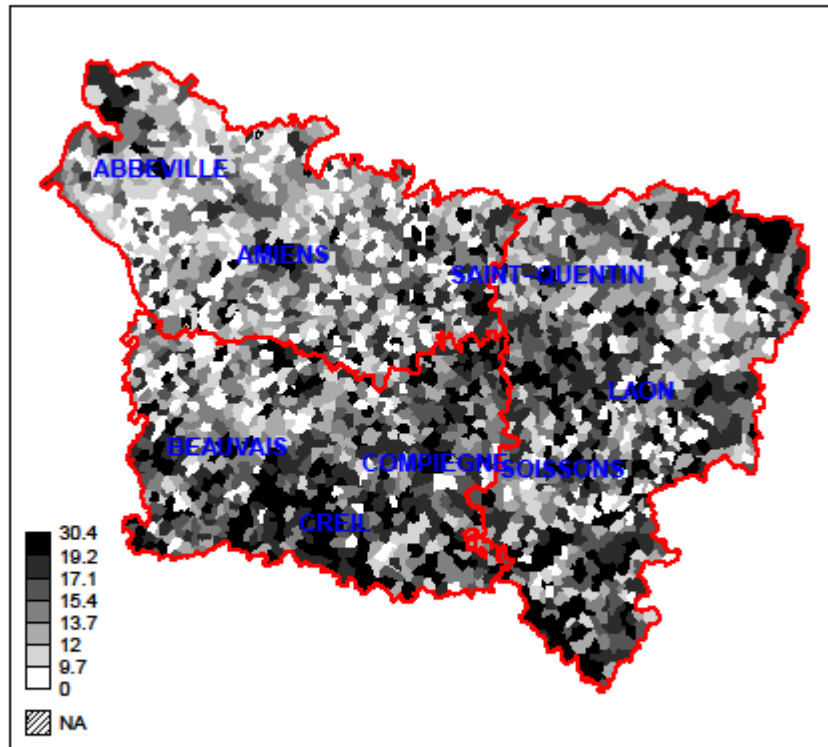 ABBEVILLE
AMIENS
SAINT−QUENTIN
LAON
BEAUVAIS
COMPIEGNE
SOISSONS
CREIL
30.4
19.2
17.1
15.4
13.7
12
9.7
0
NA